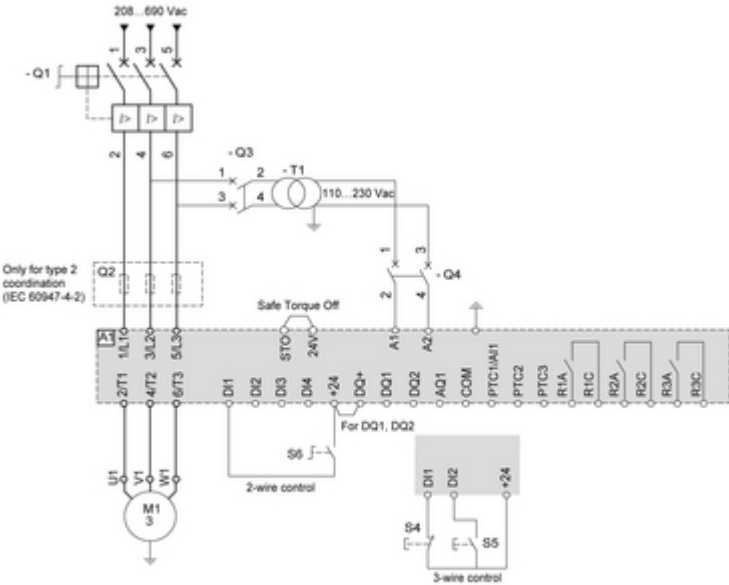 208...690 Vac
1
3
5
- Q1
I>
I>
I>
2
4
6
- Q3
1
2
- T1
3
4
110...230 Vac
1
3
- Q4
2
4
Only for type 2
coordination
(IEC 60947-4-2)
Q2
Safe Torque Off
A1
1/L1
3/L2
5/L3
STO
24V
A1
A2
2/T1
4/T2
6/T3
DI1
DI2
DI3
DI4
+24
DQ+
DQ1
DQ2
AQ1
COM
PTC1/AI1
PTC2
PTC3
R1A
R1C
R2A
R2C
R3A
R3C
For DQ1, DQ2
S6
2-wire control
U1
V1
W1
M1
3
DI1
DI2
+24
S4
S5
3-wire control